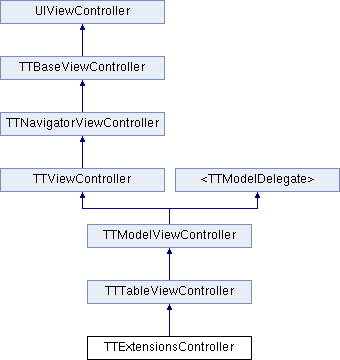 UIViewController
TTBaseViewController
TTNavigatorViewController
TTViewController
<TTModelDelegate>
TTModelViewController
TTTableViewController
TTExtensionsController